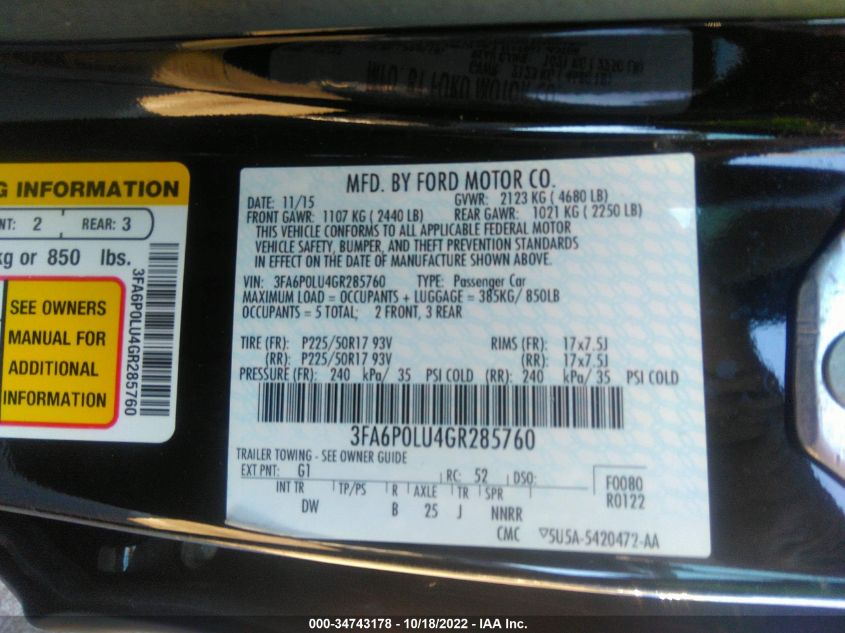 G INFORMATION
NT: 2 REAR: 3
kg or 850 lbs.
SEE OWNERS
MANUAL FOR
ADDITIONAL
INFORMATION
3FA6P0LU4GR285760
MFD. BY FORD MOTOR CO.
DATE: 11/15 GVWR: 2123 KG ( 4680 LB)
FRONT GAWR: 1107 KG ( 2440 LB) REAR GAWR: 1021 KG ( 2250 LB)
THIS VEHICLE CONFORMS TO ALL APPLICABLE FEDERAL MOTOR
VEHICLE SAFETY, BUMPER, AND THEFT PREVENTION STANDARDS
IN EFFECT ON THE DATE OF MANUFACTURE SHOWN ABOVE.
VIN: 3FA6P0LU4GR285760 TYPE: Passenger Car
MAXIMUM LOAD = OCCUPANTS + LUGGAGE = 385KG/ 850LB
OCCUPANTS = 5 TOTAL; 2 FRONT, 3 REAR
TIRE (FR): P225/50R17 93V RIMS (FR): 17x7.5J
(RR): P225/50R17 93V (RR): 17x7.5J
PRESSURE (FR): 240 kPa/ 35 PSI COLD (RR): 240 kPa/ 35 PSI COLD
3FA6P0LU4GR285760
TRAILER TOWING - SEE OWNER GUIDE
EXT PNT: G1 RC: 52 DSO: F0080
R0122
INT TR TP/PS R AXLE TR SPR
DW B 25 J NNRR
CMC ▽5U5A-5420472-AA
000-34743178 - 10/18/2022 - IAA Inc.